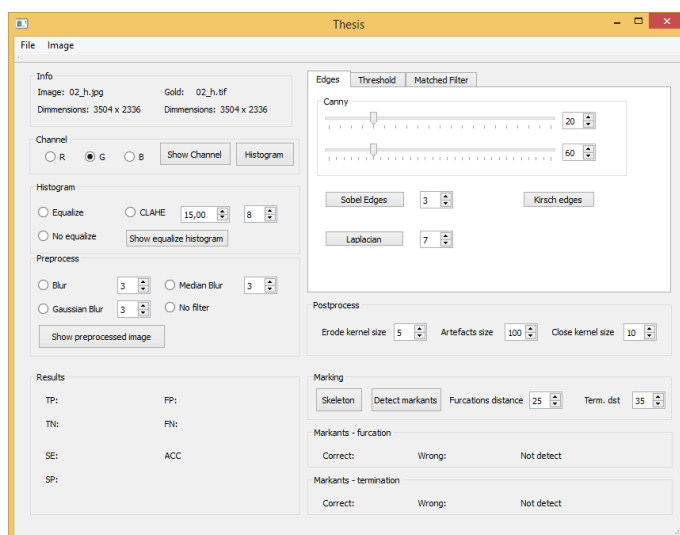 Thesis
File Image
Info
Image: 02_h.jpg Gold: 02_h.tif
Dimmensions: 3504 x 2336 Dimmensions: 3504 x 2336
Channel
R G B Show Channel Histogram
Histogram
Equalize CLAHE 15,00 8
No equalize Show equalize histogram
Preprocess
Blur 3 Median Blur 3
Gaussian Blur 3 No filter
Show preprocessed image
Results
TP: FP:
TN: FN:
SE: ACC
SP:
Edges Threshold Matched Filter
Canny
20
60
Sobel Edges 3 Kirsch edges
Laplacian 7
Postprocess
Erode kernel size 5 Artefacts size 100 Close kernel size 10
Marking
Skeleton Detect markants Furcations distance 25 Term. dst 35
Markants - furcation
Correct: Wrong: Not detect
Markants - termination
Correct: Wrong: Not detect